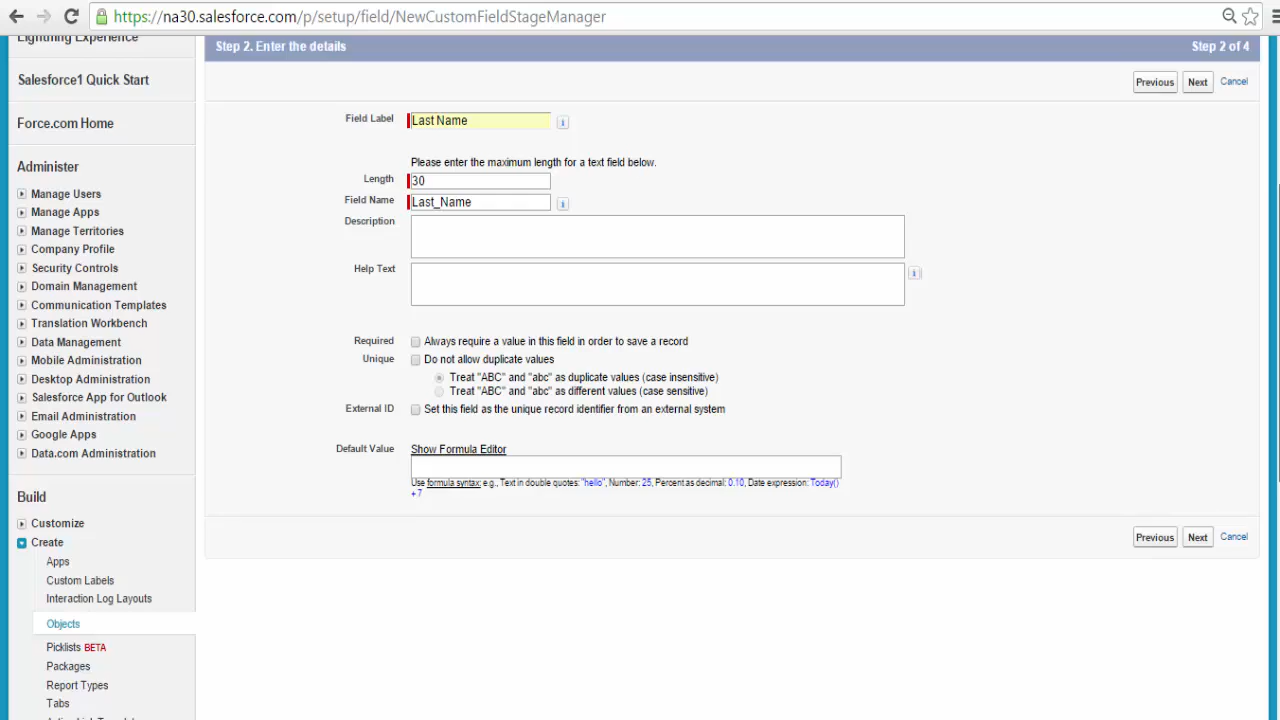 https://na30.salesforce.com/p/setup/field/NewCustomFieldStageManager
Lightning Experience
Salesforce1 Quick Start
Force.com Home
Administer
Manage Users
Manage Apps
Manage Territories
Company Profile
Security Controls
Domain Management
Communication Templates
Translation Workbench
Data Management
Mobile Administration
Desktop Administration
Salesforce App for Outlook
Email Administration
Google Apps
Data.com Administration
Build
Customize
Create
Apps
Custom Labels
Interaction Log Layouts
Objects
Picklists BETA
Packages
Report Types
Tabs
Step 2. Enter the details
Step 2 of 4
Previous Next Cancel
Field Label Last Name i
Please enter the maximum length for a text field below.
Length 30
Field Name Last_Name i
Description
Help Text i
Required Always require a value in this field in order to save a record
Unique Do not allow duplicate values
Treat "ABC" and "abc" as duplicate values (case insensitive)
Treat "ABC" and "abc" as different values (case sensitive)
External ID Set this field as the unique record identifier from an external system
Default Value Show Formula Editor
Use formula syntax: e.g., Text in double quotes: "hello", Number: 25, Percent as decimal: 0.10, Date expression: Today()
+ 7
Previous Next Cancel